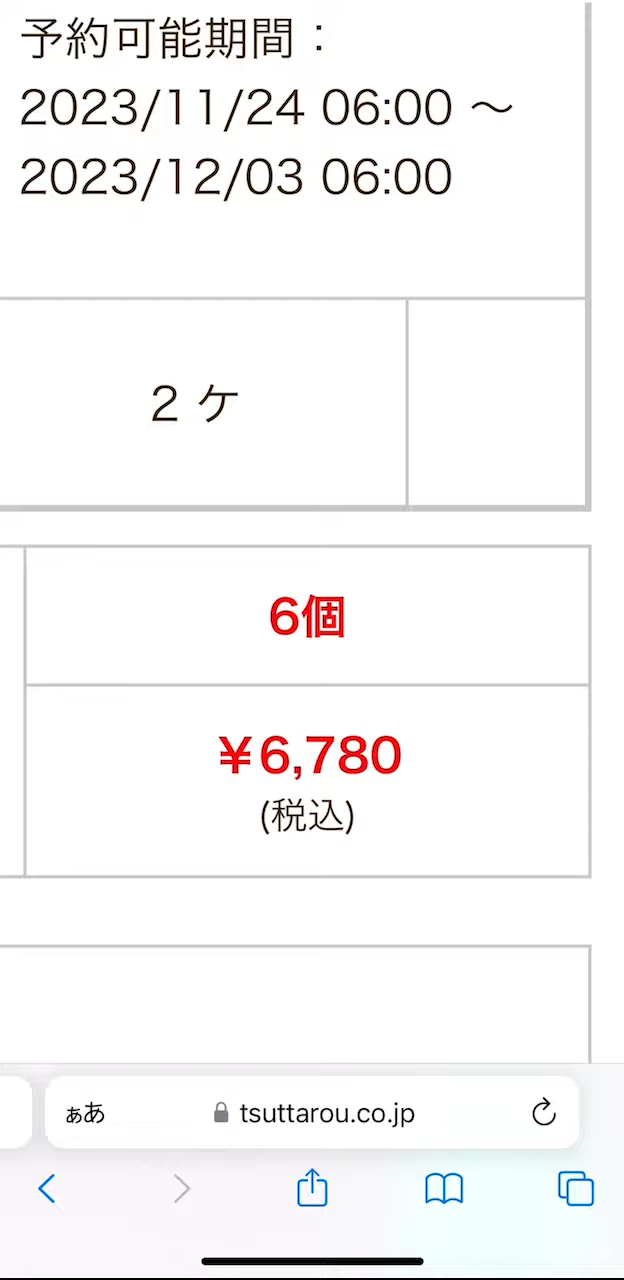 予約可能期間：
2023/11/24 06:00 ～
2023/12/03 06:00
2 ケ
6個
¥6,780
(税込)
ぁあ tsuttarou.co.jp